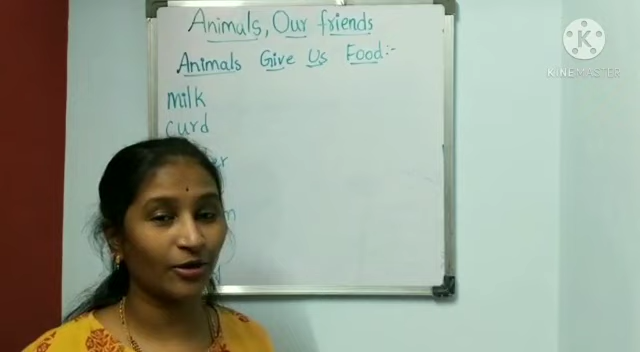 Animals, Our friends
Animals Give Us Food:-
milk
curd
KINEMASTER